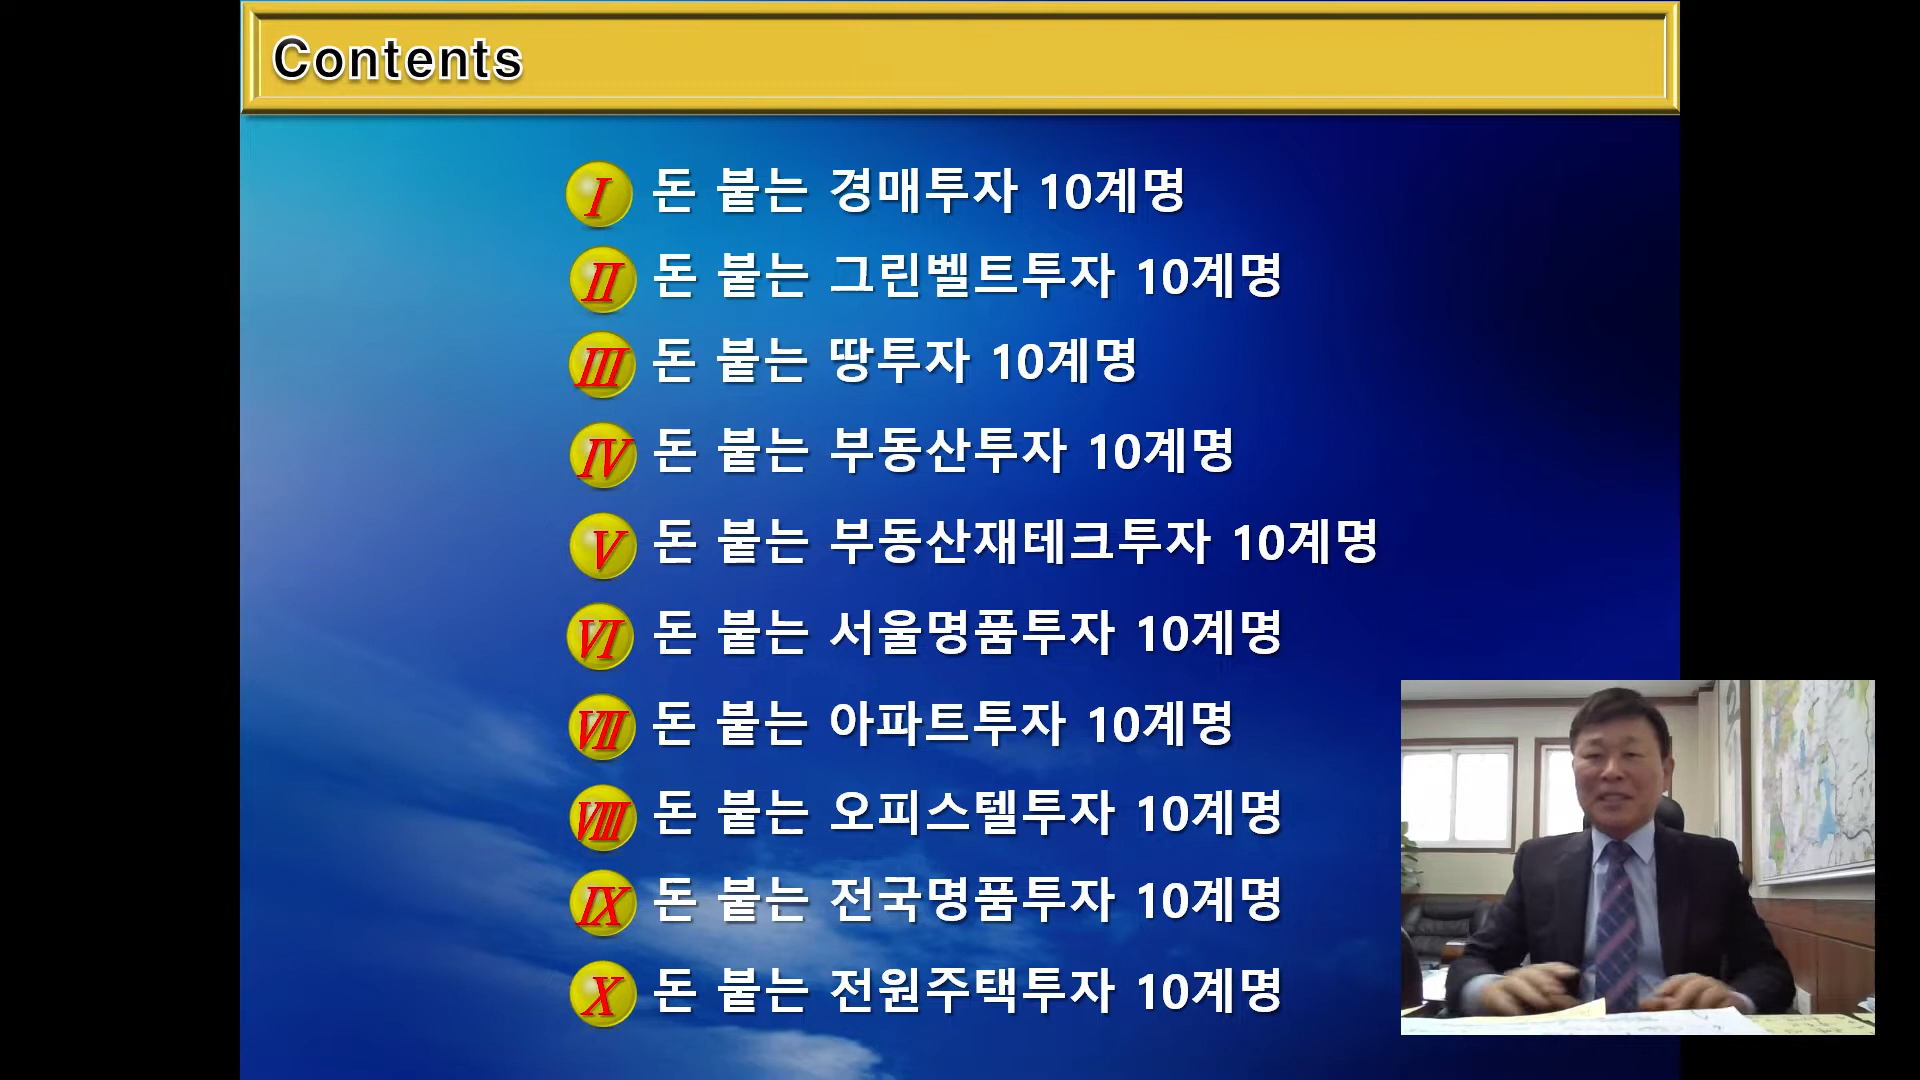 Contents
I 돈 붙는 경매투자 10계명
II 돈 붙는 그린벨트투자 10계명
III 돈 붙는 땅투자 10계명
IV 돈 붙는 부동산투자 10계명
V 돈 붙는 부동산재테크투자 10계명
VI 돈 붙는 서울명품투자 10계명
VII 돈 붙는 아파트투자 10계명
VIII 돈 붙는 오피스텔투자 10계명
IX 돈 붙는 전국명품투자 10계명
X 돈 붙는 전원주택투자 10계명